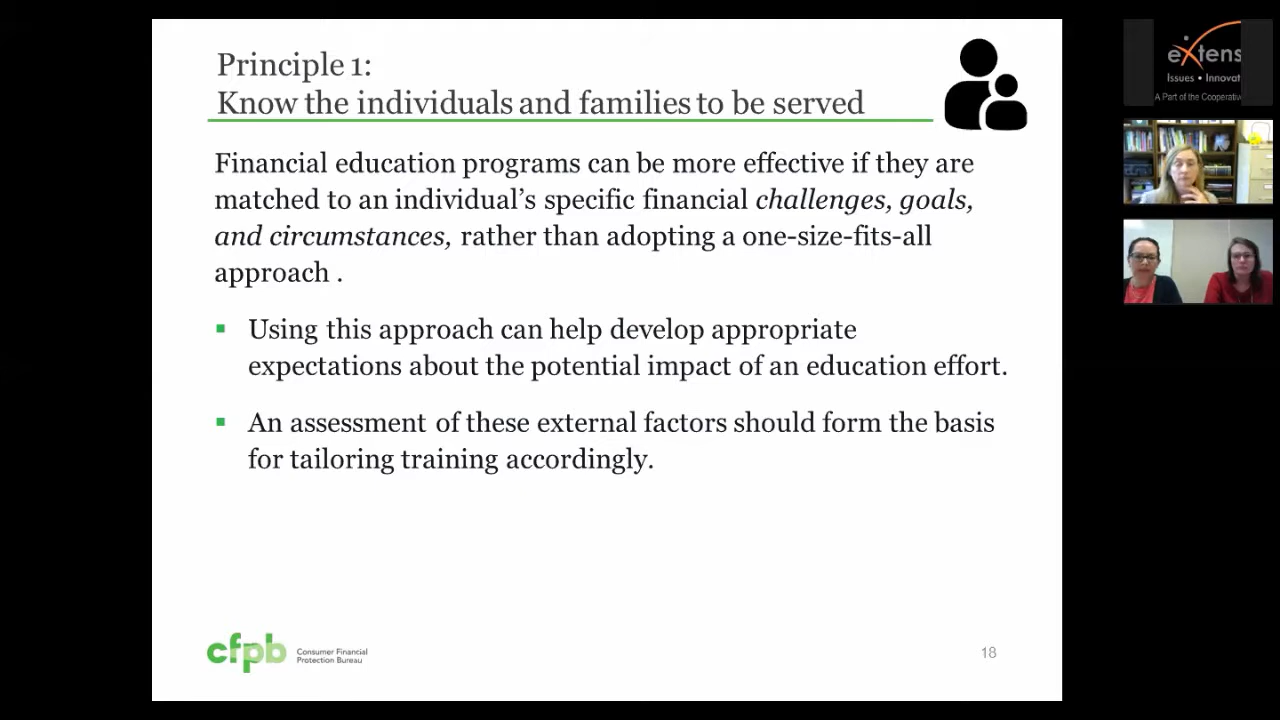 Principle 1:
Know the individuals and families to be served
Financial education programs can be more effective if they are
matched to an individual’s specific financial challenges, goals,
and circumstances, rather than adopting a one-size-fits-all
approach .
▪ Using this approach can help develop appropriate
expectations about the potential impact of an education effort.
▪ An assessment of these external factors should form the basis
for tailoring training accordingly.
cfpb
Consumer Financial
Protection Bureau
18
eXtens
Issues • Innovat
A Part of the Cooperativ